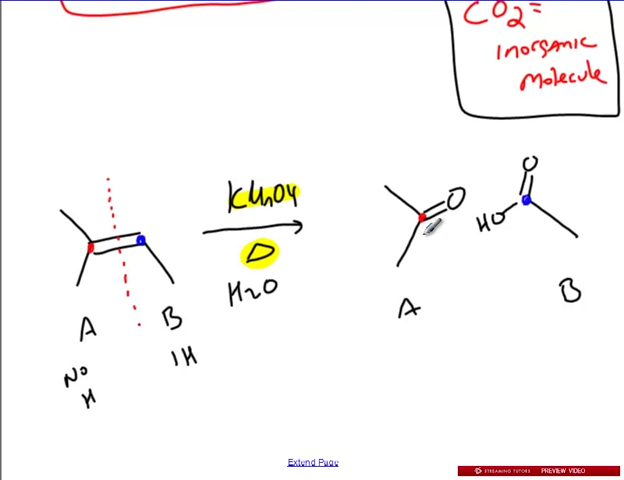 CO2=
inorganic
molecule
KMnO4
Δ
H2O
O
O
HO
A
B
A
B
NO
H
1H
Extend Page
STREAMING TUTORS PREVIEW VIDEO